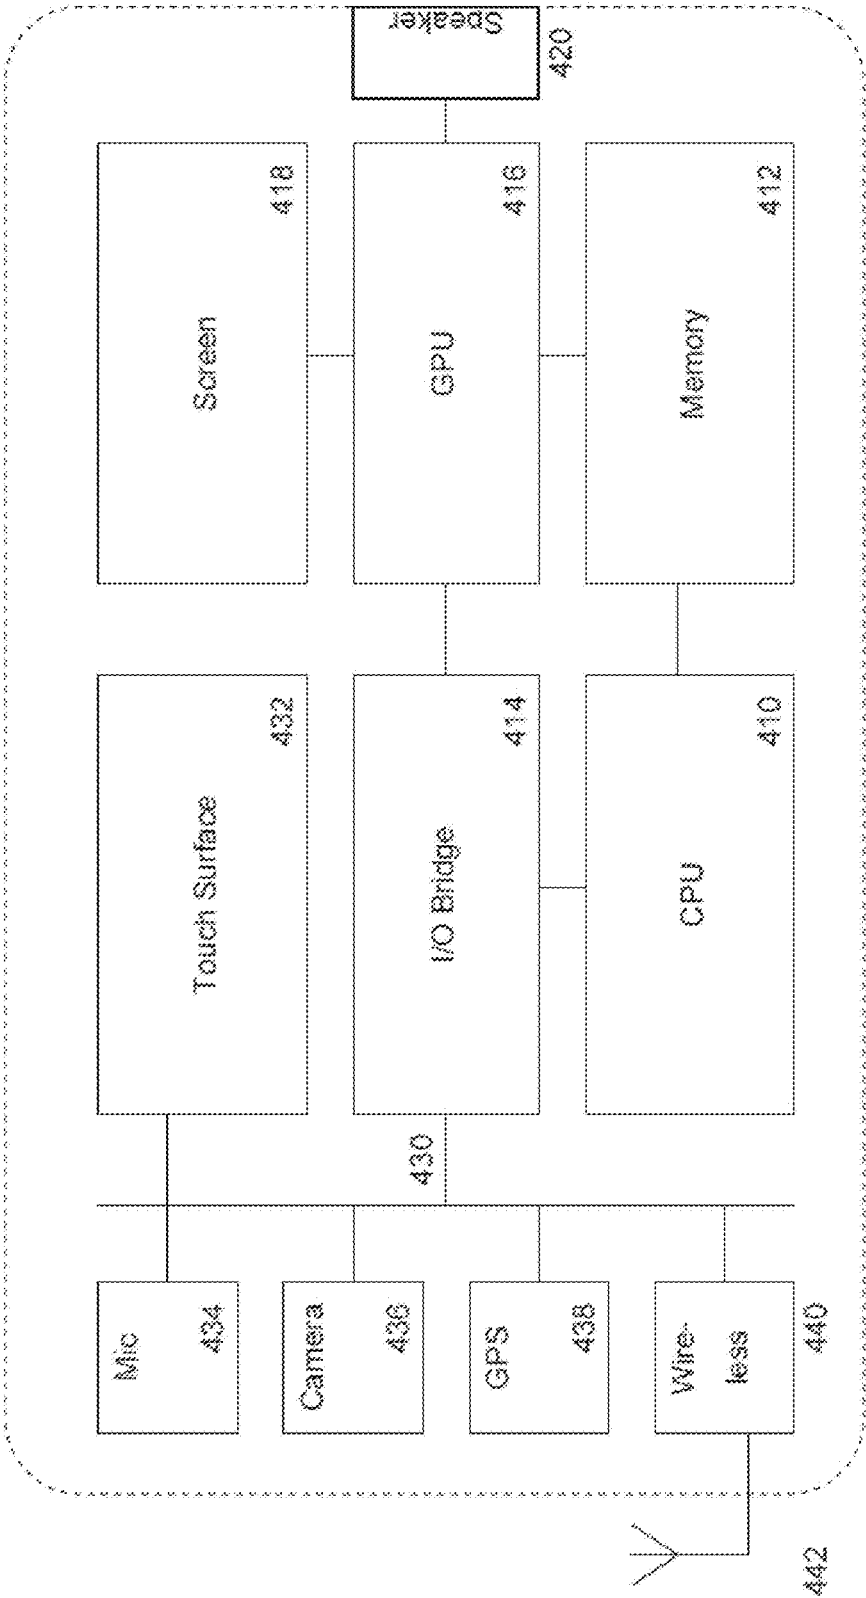 Mic
434
Touch Surface
432
Screen
418
Camera
436
430
I/O Bridge
414
GPU
416
Speaker
420
GPS
438
Wire-
less
440
CPU
410
Memory
412
442